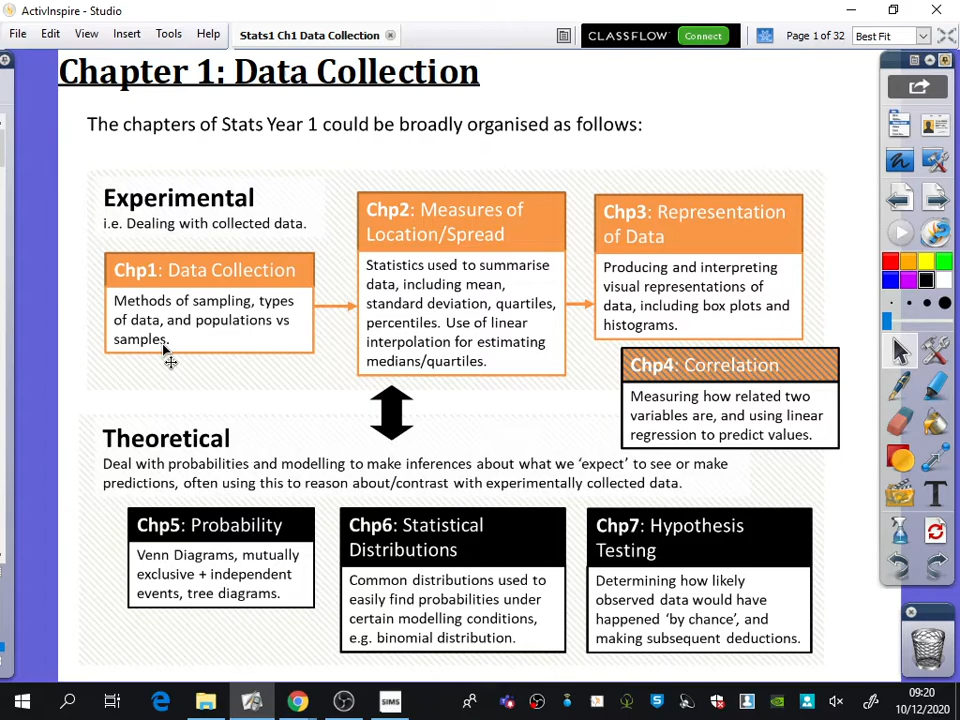 ActivInspire - Studio
File Edit View Insert Tools Help
Stats1 Ch1 Data Collection
CLASSFLOW Connect
Page 1 of 32
Best Fit
Chapter 1: Data Collection
The chapters of Stats Year 1 could be broadly organised as follows:
Experimental
i.e. Dealing with collected data.
Chp1: Data Collection
Methods of sampling, types
of data, and populations vs
samples.
Chp2: Measures of
Location/Spread
Statistics used to summarise
data, including mean,
standard deviation, quartiles,
percentiles. Use of linear
interpolation for estimating
medians/quartiles.
Chp3: Representation
of Data
Producing and interpreting
visual representations of
data, including box plots and
histograms.
Chp4: Correlation
Measuring how related two
variables are, and using linear
regression to predict values.
Theoretical
Deal with probabilities and modelling to make inferences about what we ‘expect’ to see or make
predictions, often using this to reason about/contrast with experimentally collected data.
Chp5: Probability
Venn Diagrams, mutually
exclusive + independent
events, tree diagrams.
Chp6: Statistical
Distributions
Common distributions used to
easily find probabilities under
certain modelling conditions,
e.g. binomial distribution.
Chp7: Hypothesis
Testing
Determining how likely
observed data would have
happened ‘by chance’, and
making subsequent deductions.
SIMS
09:20
10/12/2020